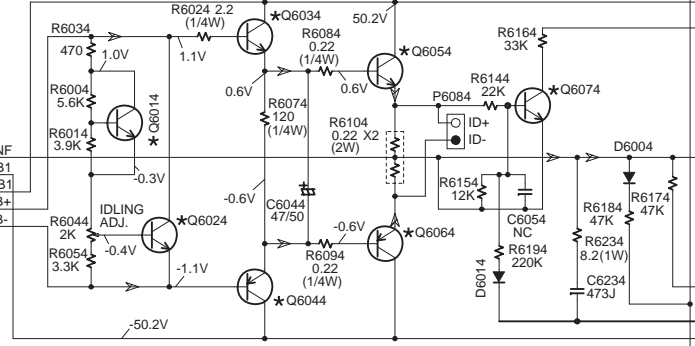 R6034
470
1.0V
R6004
5.6K
*Q6014
R6014
3.9K
-0.3V
NF
B1
B1
B+
B-
R6044
2K
IDLING
ADJ.
-0.4V
*Q6024
R6054
3.3K
-1.1V
-50.2V
R6024 2.2
(1/4W)
1.1V
*Q6034
0.6V
R6074
120
(1/4W)
-0.6V
*Q6044
R6084
0.22
(1/4W)
0.6V
50.2V
*Q6054
R6104
0.22 X2
(2W)
C6044
47/50
-0.6V
R6094
0.22
(1/4W)
*Q6064
P6084
ID+
ID-
R6144
22K
R6164
33K
*Q6074
R6154
12K
C6054
NC
R6194
220K
D6014
D6004
R6184
47K
R6174
47K
R6234
8.2(1W)
C6234
473J